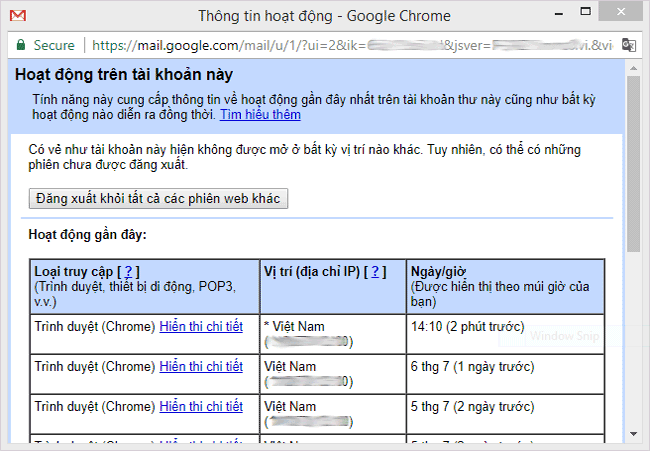 Thông tin hoạt động - Google Chrome
Secure https://mail.google.com/mail/u/1/?ui=2&ik= &jsver= .vi.&vi
Hoạt động trên tài khoản này
Tính năng này cung cấp thông tin về hoạt động gần đây nhất trên tài khoản thư này cũng như bất kỳ
hoạt động nào diễn ra đồng thời. Tìm hiểu thêm
Có vẻ như tài khoản này hiện không được mở ở bất kỳ vị trí nào khác. Tuy nhiên, có thể có những
phiên chưa được đăng xuất.
Đăng xuất khỏi tất cả các phiên web khác
Hoạt động gần đây:
Loại truy cập [ ? ]
(Trình duyệt, thiết bị di động, POP3,
v.v.)
Vị trí (địa chỉ IP) [ ? ]
Ngày/giờ
(Được hiển thị theo múi giờ của
bạn)
Trình duyệt (Chrome) Hiển thị chi tiết
* Việt Nam
( 0)
14:10 (2 phút trước)
Trình duyệt (Chrome) Hiển thị chi tiết
Việt Nam
( 0)
6 thg 7 (1 ngày trước)
Trình duyệt (Chrome) Hiển thị chi tiết
Việt Nam
( )
5 thg 7 (2 ngày trước)
Window Snip